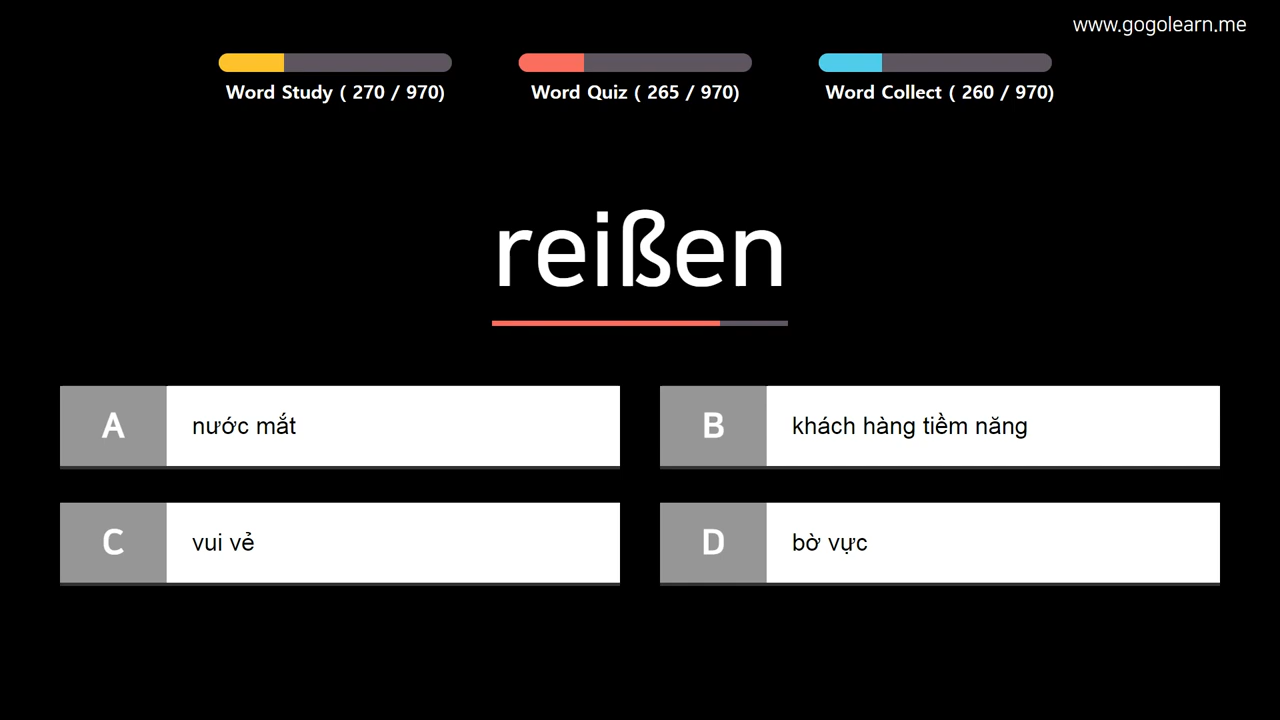 www.gogolearn.me
Word Study ( 270 / 970)
Word Quiz ( 265 / 970)
Word Collect ( 260 / 970)
reißen
A nước mắt
B khách hàng tiềm năng
C vui vẻ
D bờ vực